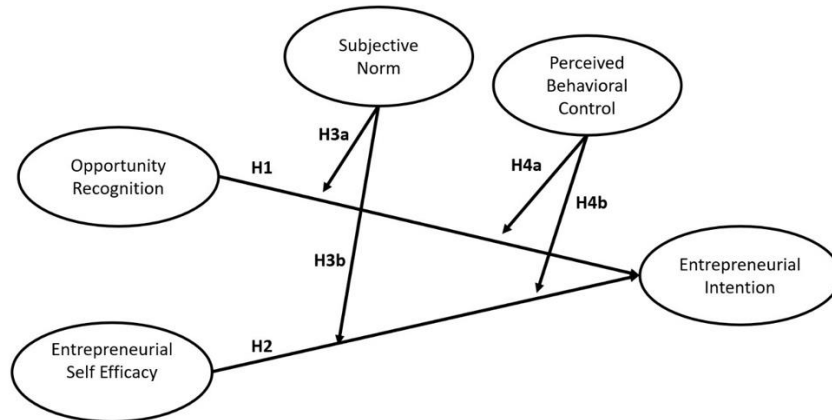 Subjective
Norm
Perceived
Behavioral
Control
H3a
Opportunity
Recognition
H1
H4a
H4b
H3b
Entrepreneurial
Intention
Entrepreneurial
Self Efficacy
H2